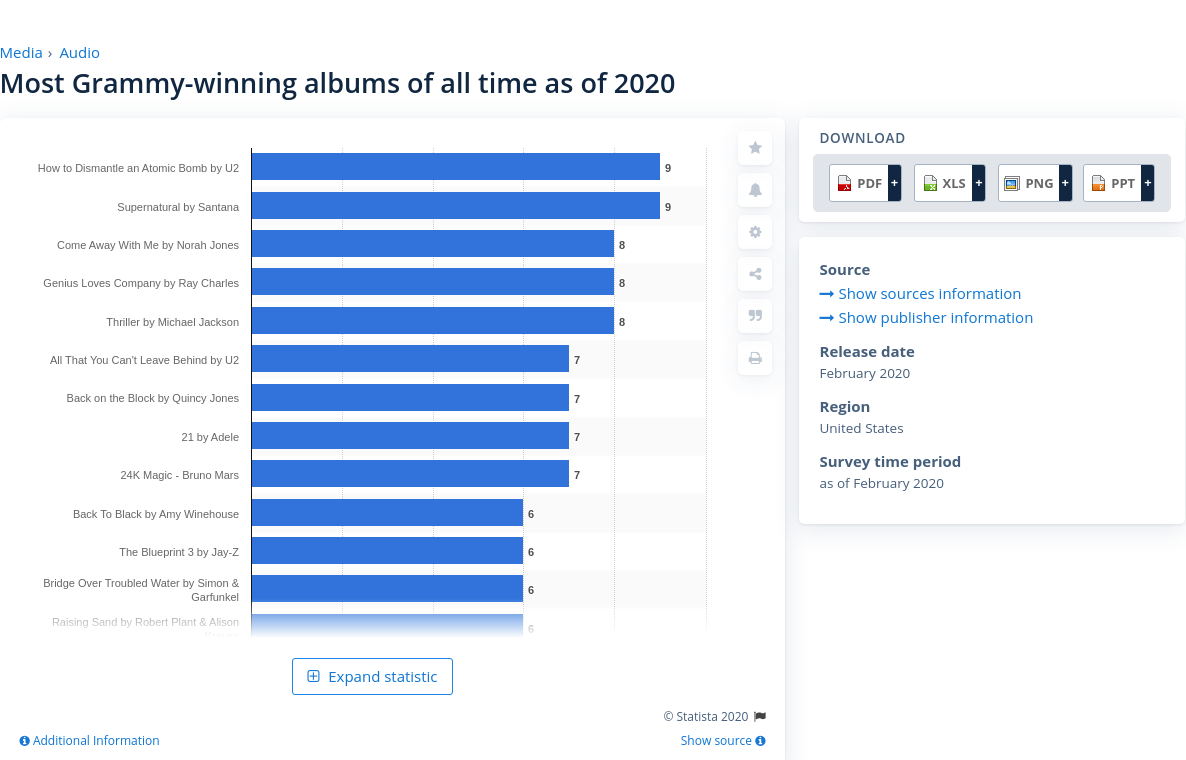 Media › Audio
Most Grammy-winning albums of all time as of 2020
How to Dismantle an Atomic Bomb by U2 9
Supernatural by Santana 9
Come Away With Me by Norah Jones 8
Genius Loves Company by Ray Charles 8
Thriller by Michael Jackson 8
All That You Can't Leave Behind by U2 7
Back on the Block by Quincy Jones 7
21 by Adele 7
24K Magic - Bruno Mars 7
Back To Black by Amy Winehouse 6
The Blueprint 3 by Jay-Z 6
Bridge Over Troubled Water by Simon &
Garfunkel 6
Raising Sand by Robert Plant & Alison 6
Expand statistic
© Statista 2020
Additional Information
Show source
DOWNLOAD
PDF + XLS + PNG + PPT +
Source
Show sources information
Show publisher information
Release date
February 2020
Region
United States
Survey time period
as of February 2020